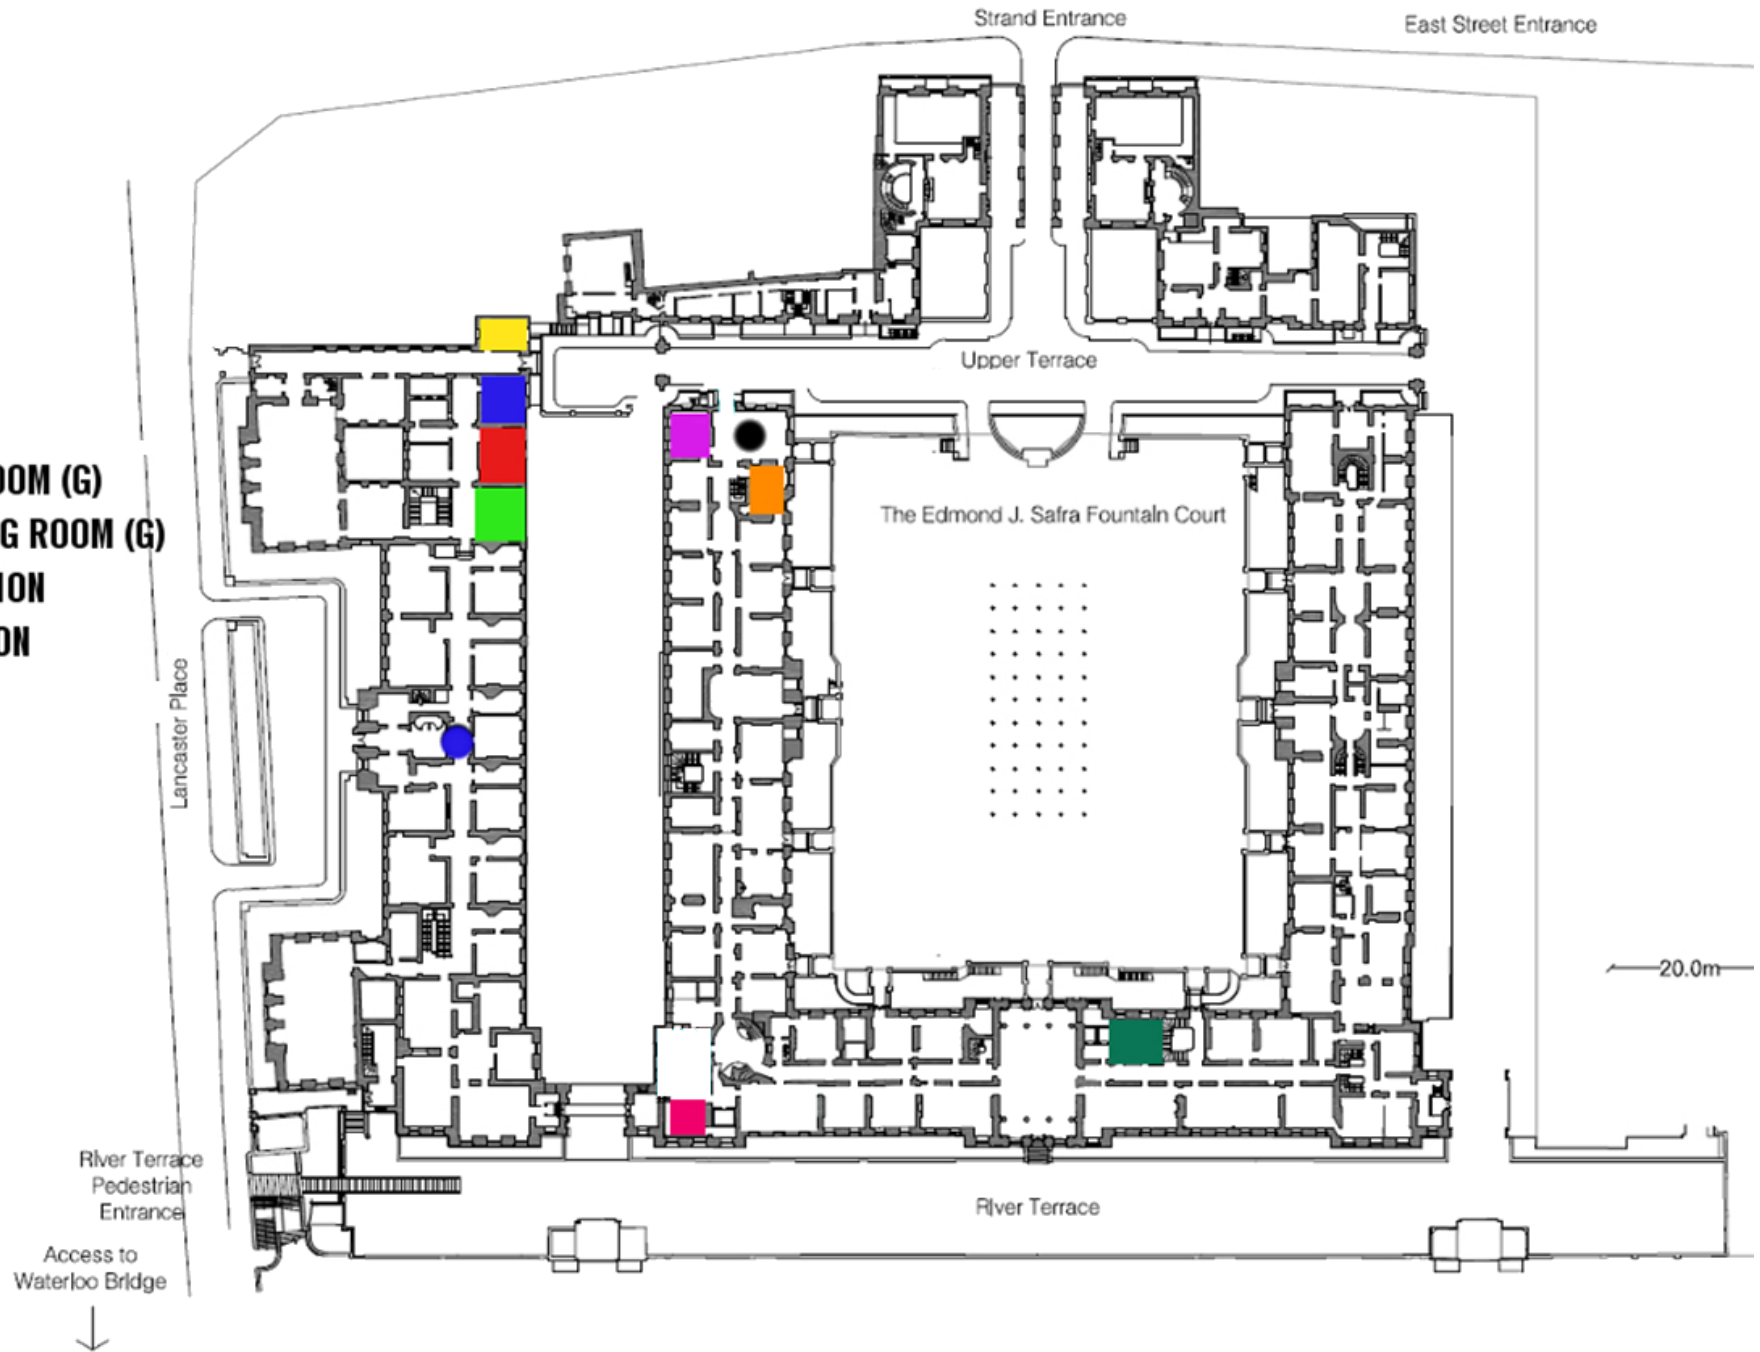 Strand Entrance
East Street Entrance
Upper Terrace
OOM (G)
G ROOM (G)
ION
ON
The Edmond J. Safra Fountain Court
Lancaster Place
20.0m
River Terrace
Pedestrian
Entrance
River Terrace
Access to
Waterloo Bridge